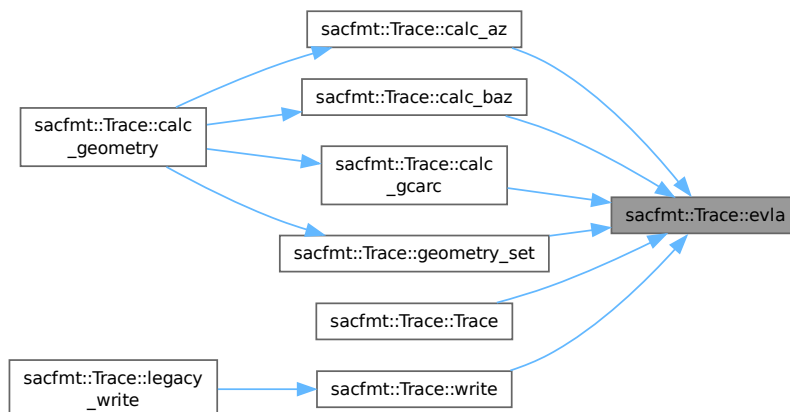 sacfmt::Trace::calc_az
sacfmt::Trace::calc_baz
sacfmt::Trace::calc
_geometry
sacfmt::Trace::calc
_gcarc
sacfmt::Trace::evla
sacfmt::Trace::geometry_set
sacfmt::Trace::Trace
sacfmt::Trace::legacy
_write
sacfmt::Trace::write